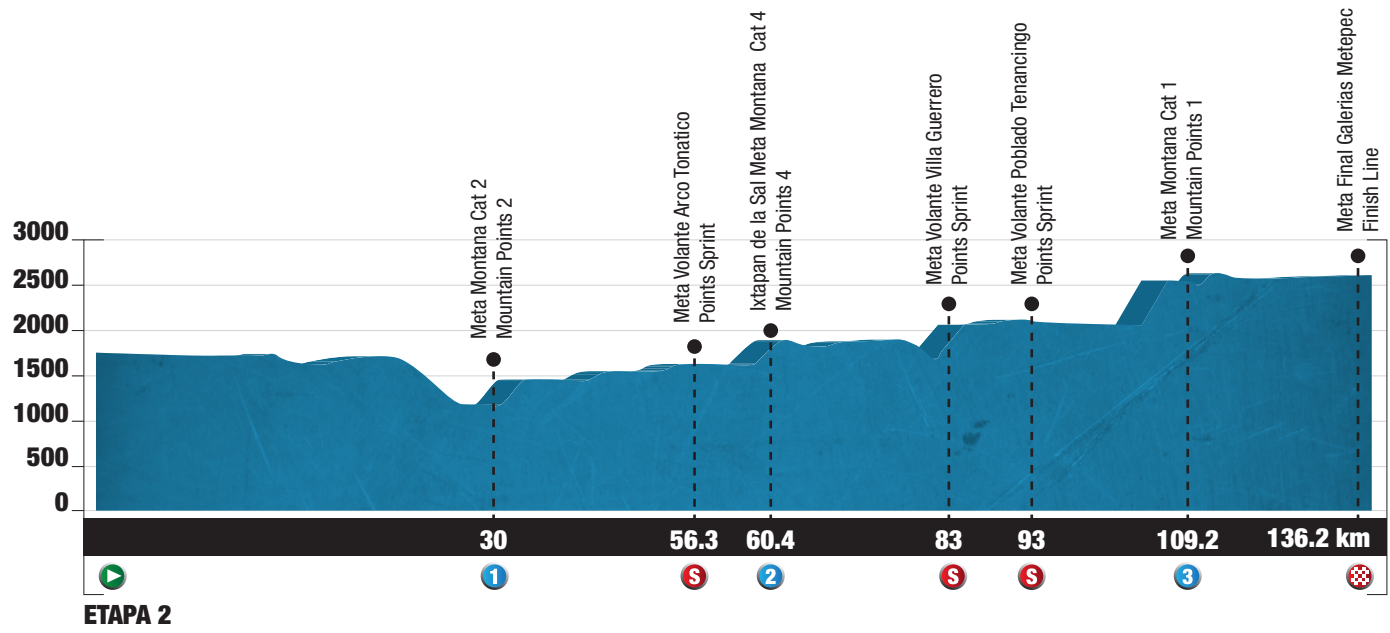 Meta Montana Cat 2
Mountain Points 2
Meta Volante Arco Tonatico
Points Sprint
Ixtapan de la Sal Meta Montana Cat 4
Mountain Points 4
Meta Volante Villa Guerrero
Points Sprint
Meta Volante Poblado Tenancingo
Points Sprint
Meta Montana Cat 1
Mountain Points 1
Meta Final Galerias Metepec
Finish Line
3000
2500
2000
1500
1000
500
0
30 56.3 60.4 83 93 109.2 136.2 km
1 S 2 S S 3
ETAPA 2